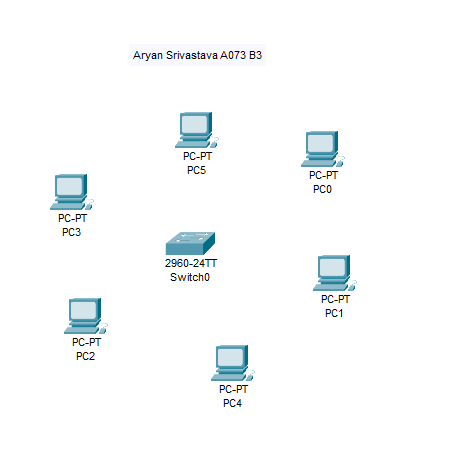 Aryan Srivastava A073 B3
PC-PT
PC5
PC-PT
PC0
PC-PT
PC3
2960-24TT
Switch0
PC-PT
PC1
PC-PT
PC2
PC-PT
PC4